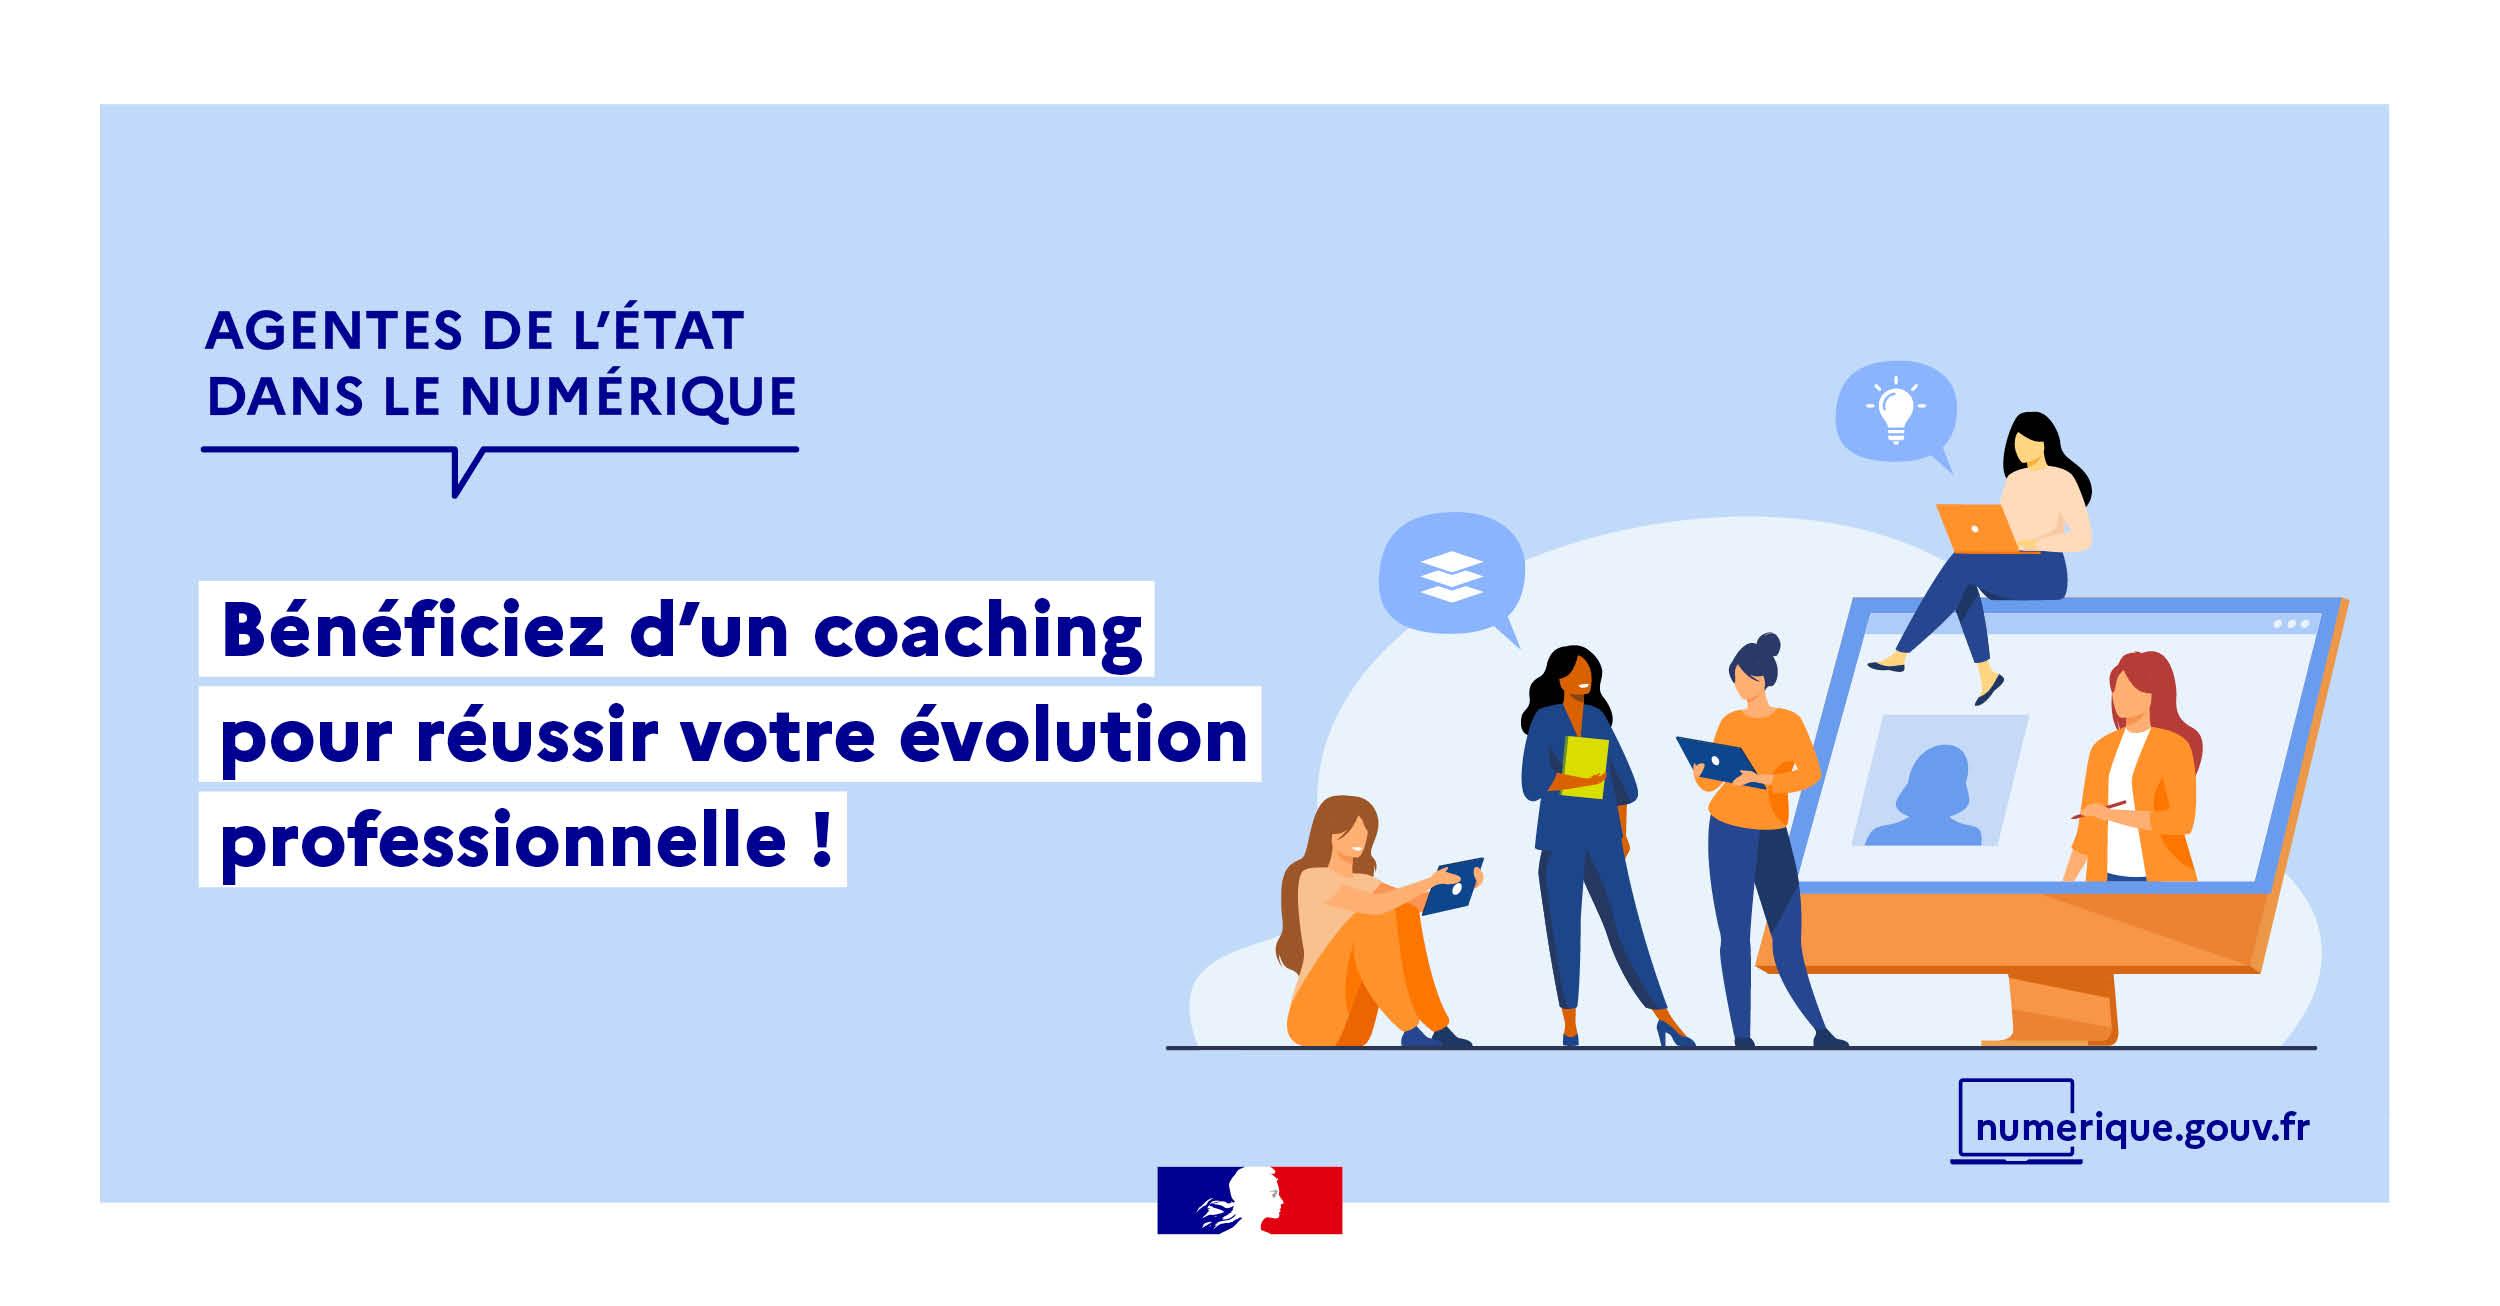 AGENTES DE L'ÉTAT
DANS LE NUMÉRIQUE
Bénéficiez d'un coaching
pour réussir votre évolution
professionnelle !
numerique.gouv.fr